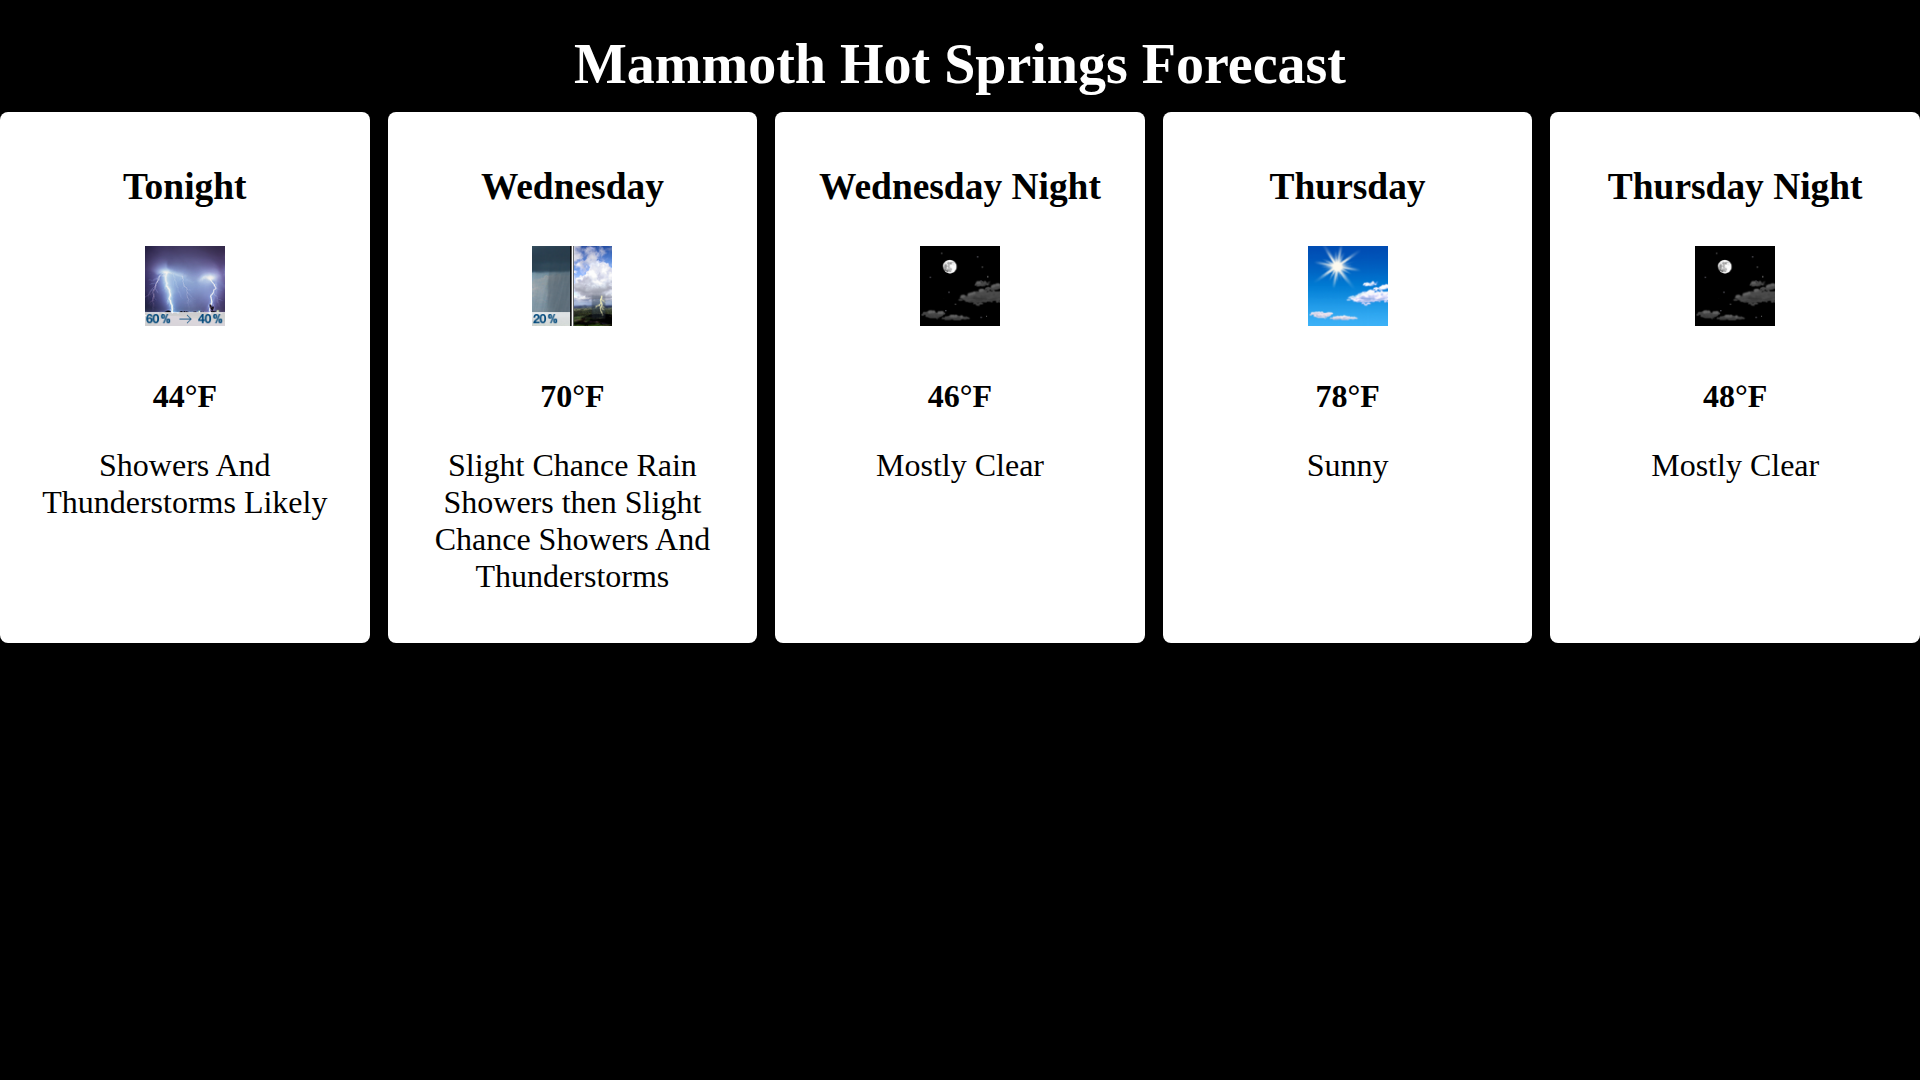 Mammoth Hot Springs Forecast
Tonight
60% → 40%
44°F
Showers And
Thunderstorms Likely
Wednesday
20%
70°F
Slight Chance Rain
Showers then Slight
Chance Showers And
Thunderstorms
Wednesday Night
46°F
Mostly Clear
Thursday
78°F
Sunny
Thursday Night
48°F
Mostly Clear